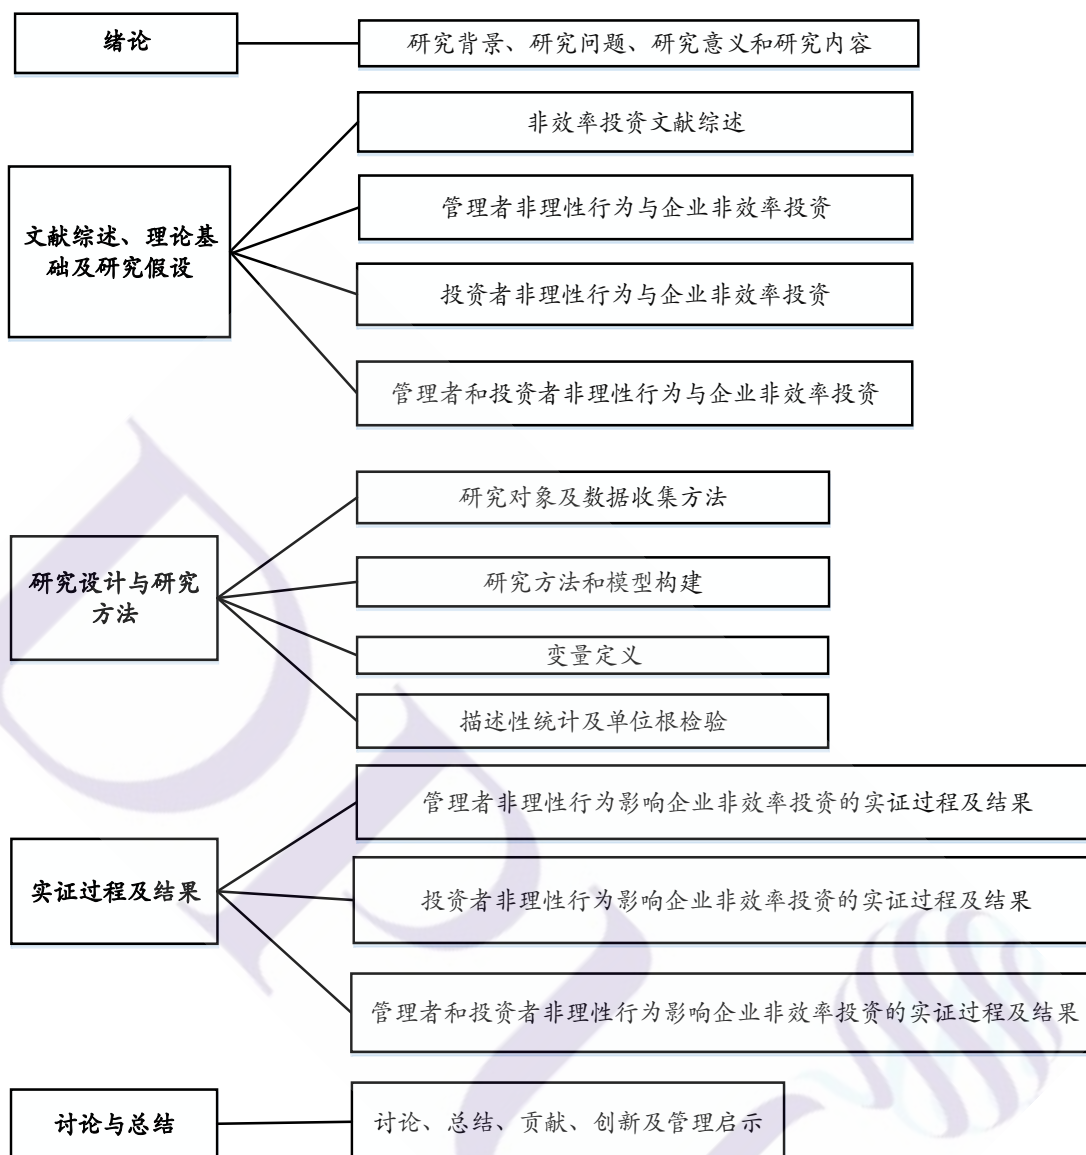 绪论
研究背景、研究问题、研究意义和研究内容
文献综述、理论基
础及研究假设
非效率投资文献综述
管理者非理性行为与企业非效率投资
投资者非理性行为与企业非效率投资
管理者和投资者非理性行为与企业非效率投资
研究设计与研究
方法
研究对象及数据收集方法
研究方法和模型构建
变量定义
描述性统计及单位根检验
实证过程及结果
管理者非理性行为影响企业非效率投资的实证过程及结果
投资者非理性行为影响企业非效率投资的实证过程及结果
管理者和投资者非理性行为影响企业非效率投资的实证过程及结果
讨论与总结
讨论、总结、贡献、创新及管理启示